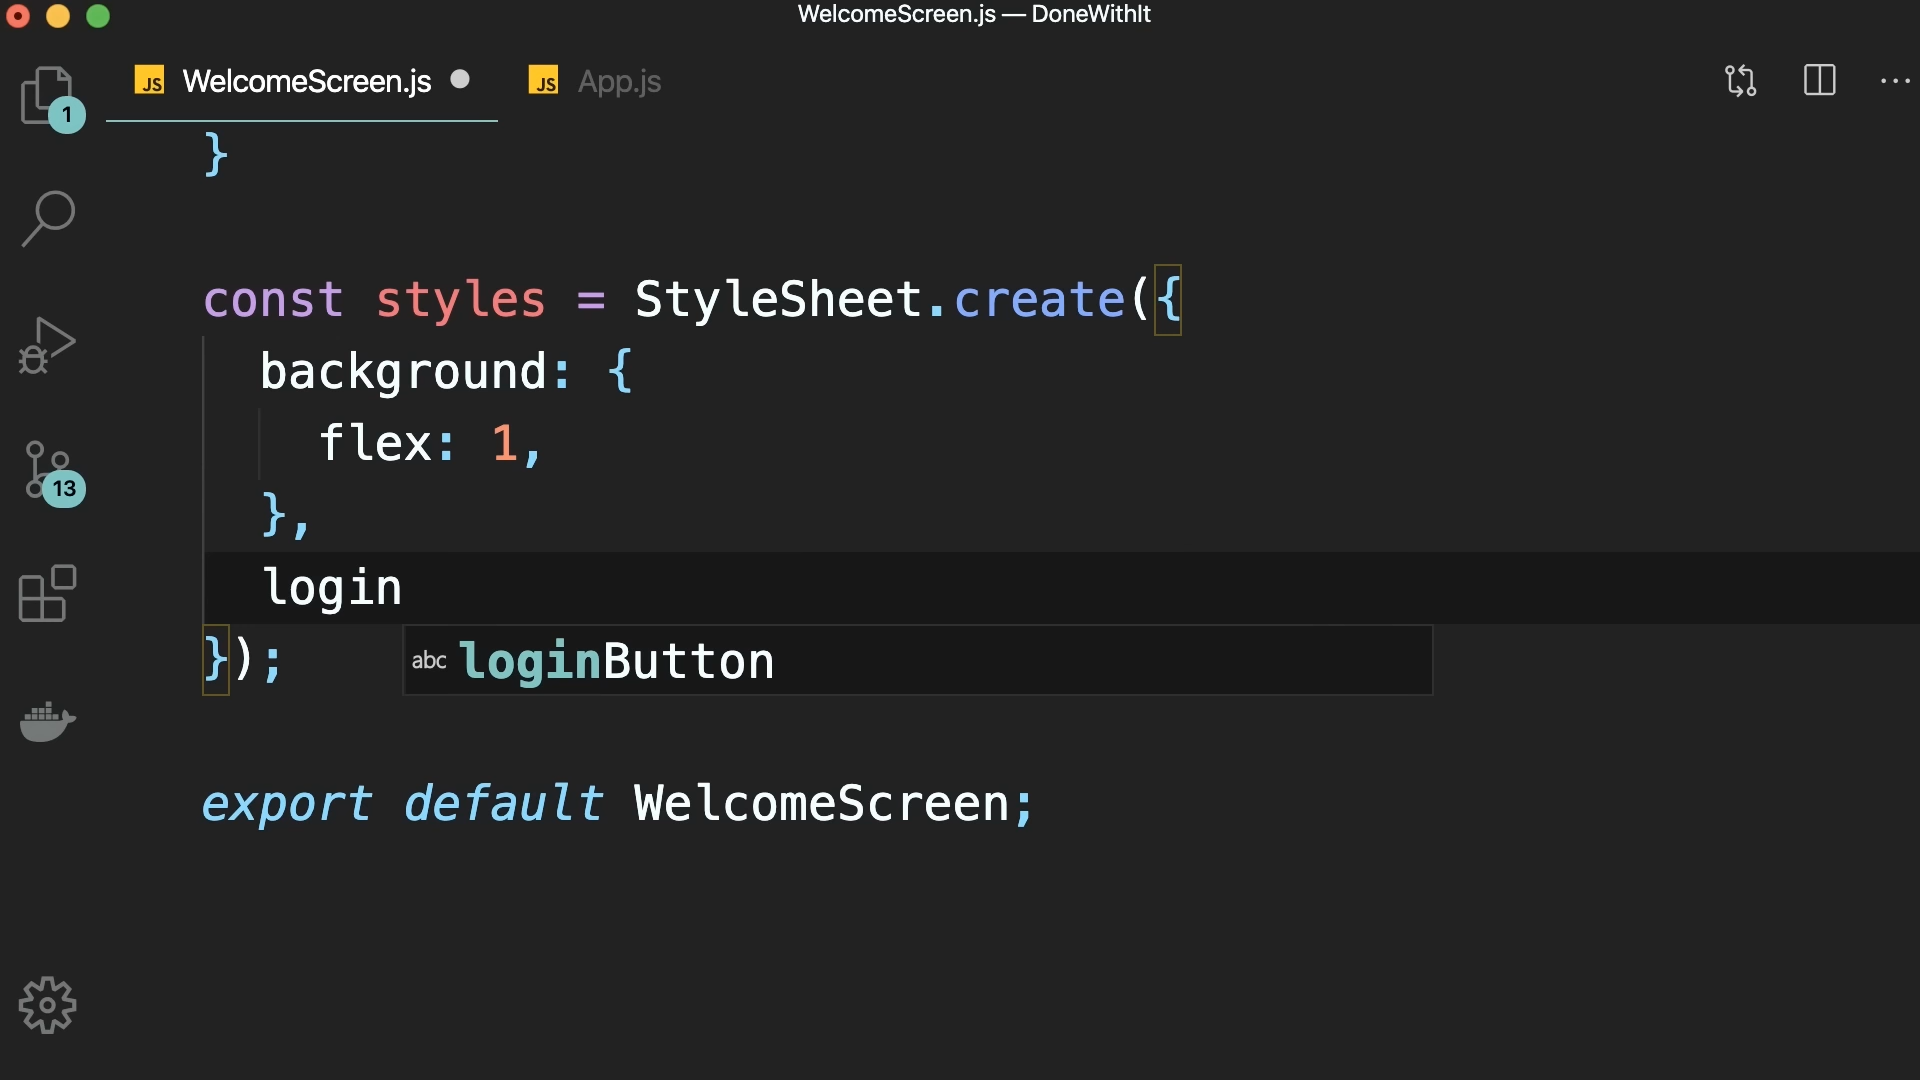 WelcomeScreen.js — DoneWithIt
JS WelcomeScreen.js JS App.js
1
}
const styles = StyleSheet.create({
background: {
flex: 1,
},
13
login
});
abc loginButton
export default WelcomeScreen;